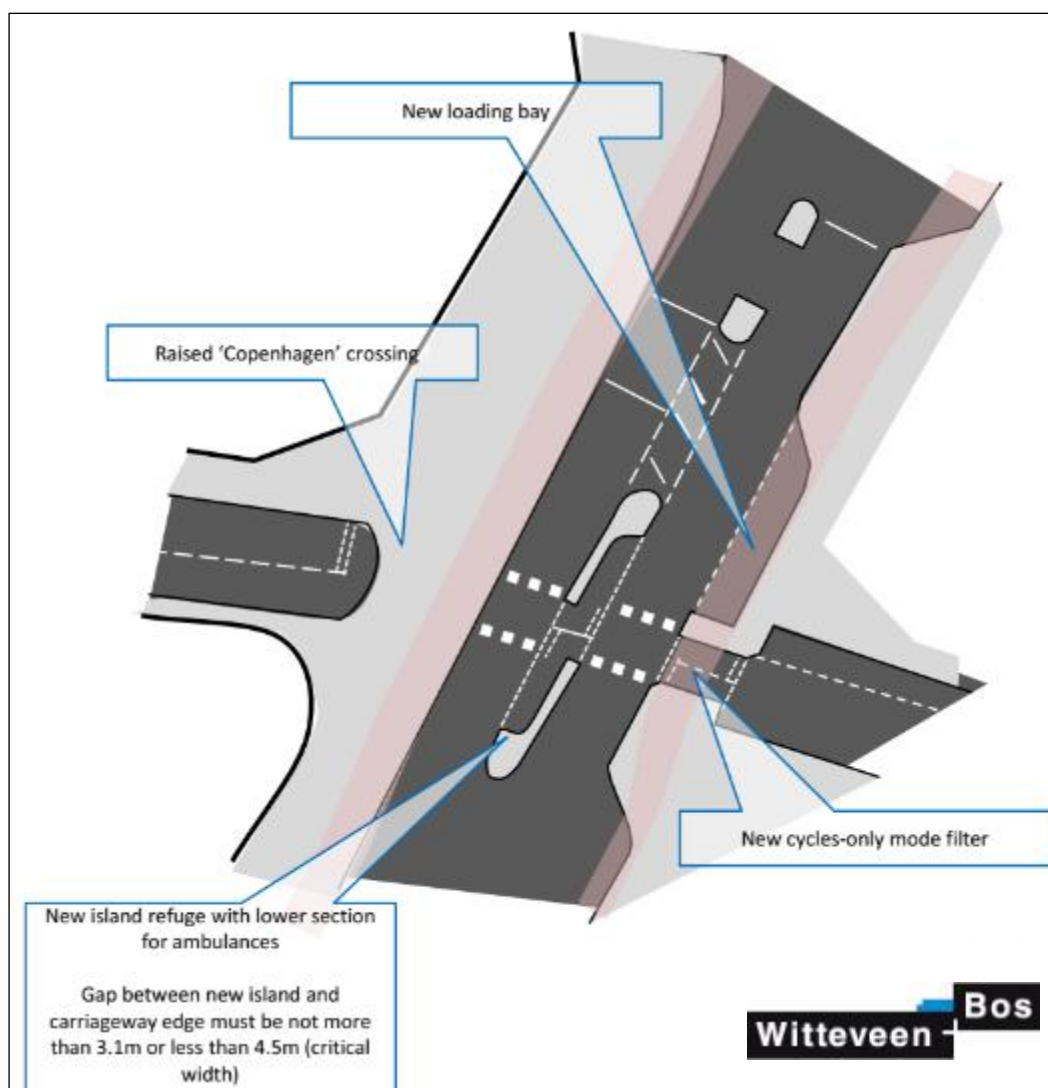 New loading bay
Raised ‘Copenhagen’ crossing
New cycles-only mode filter
New island refuge with lower section
for ambulances
Gap between new island and
carriageway edge must be not more
than 3.1m or less than 4.5m (critical
width)
Witteveen
Bos